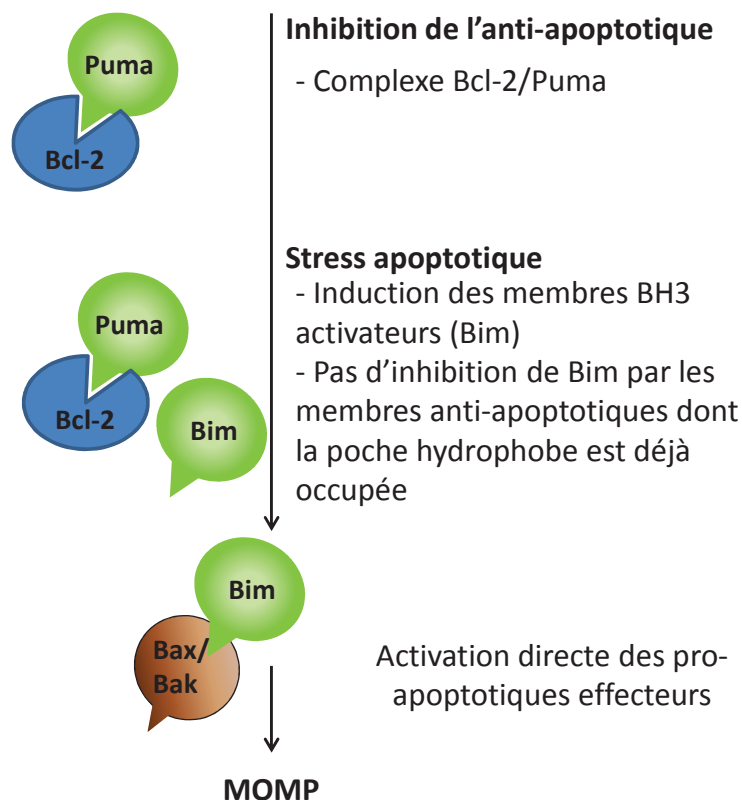 Inhibition de l'anti-apoptotique
Puma
- Complexe Bcl-2/Puma
Bcl-2
Stress apoptotique
- Induction des membres BH3
activateurs (Bim)
- Pas d'inhibition de Bim par les
membres anti-apoptotiques dont
la poche hydrophobe est déjà
occupée
Puma
Bcl-2
Bim
Bim
Bax/
Bak
Activation directe des pro-
apoptotiques effecteurs
MOMP